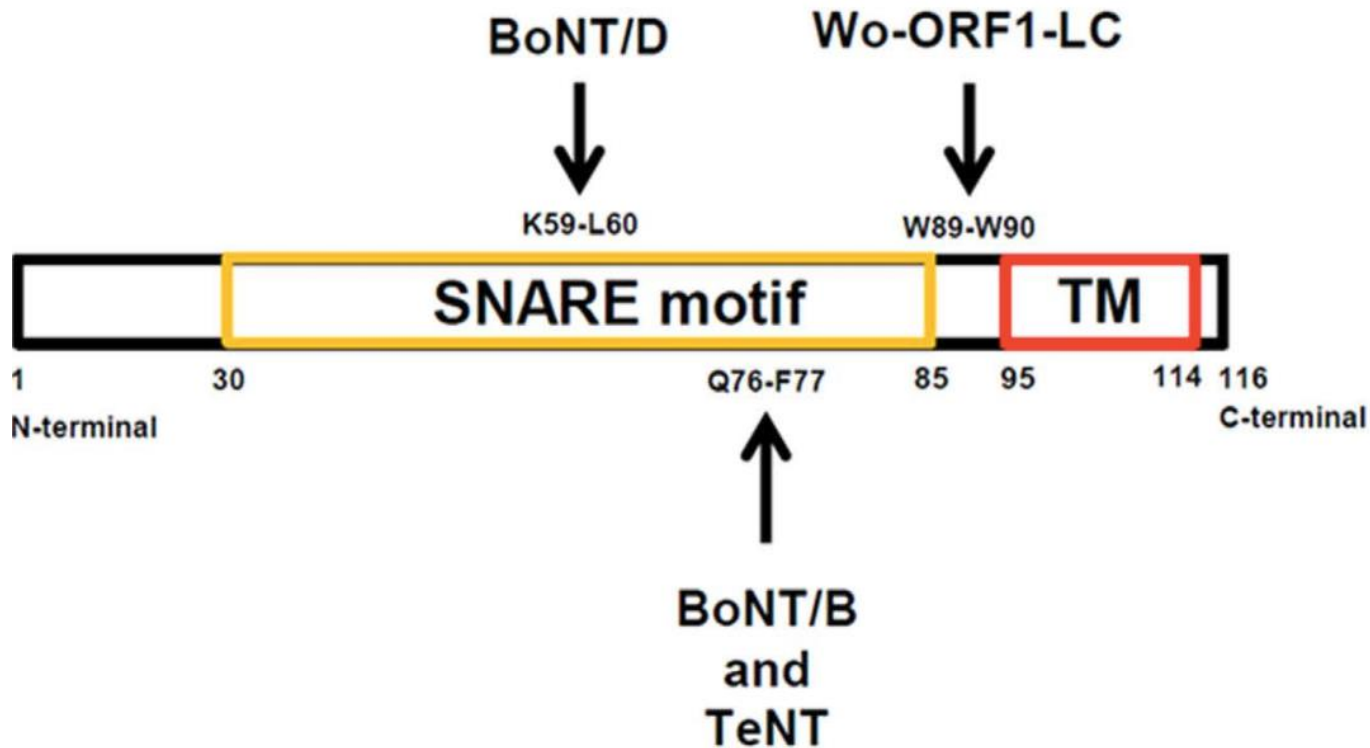 BoNT/D
Wo-ORF1-LC
K59-L60
W89-W90
SNARE motif
TM
1
30
Q76-F77
85
95
114
116
N-terminal
C-terminal
BoNT/B
and
TeNT